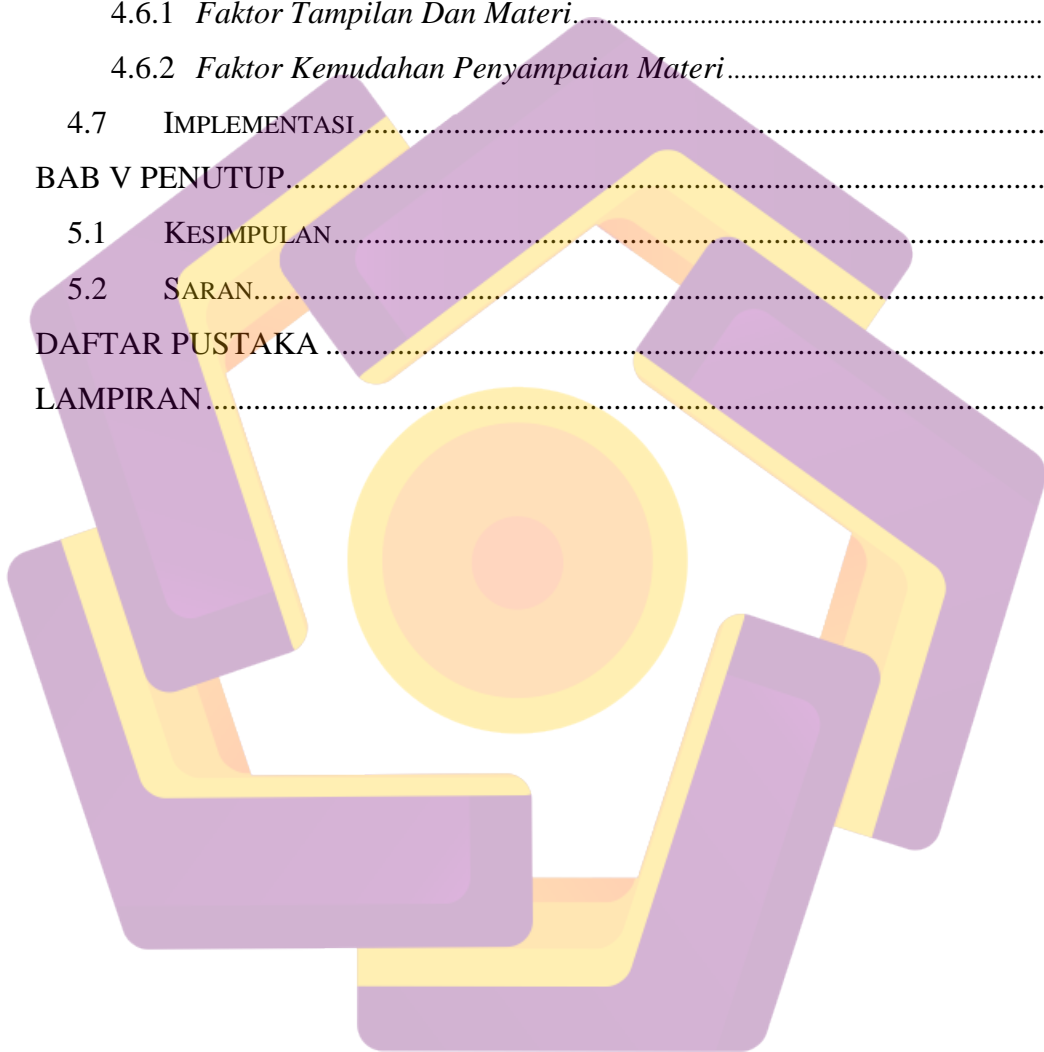 4.6.1 Faktor Tampilan Dan Materi........................................
4.6.2 Faktor Kemudahan Penyampaian Materi........................................
4.7 IMPLEMENTASI........................................
BAB V PENUTUP........................................
5.1 KESIMPULAN........................................
5.2 SARAN........................................
DAFTAR PUSTAKA ........................................
LAMPIRAN........................................